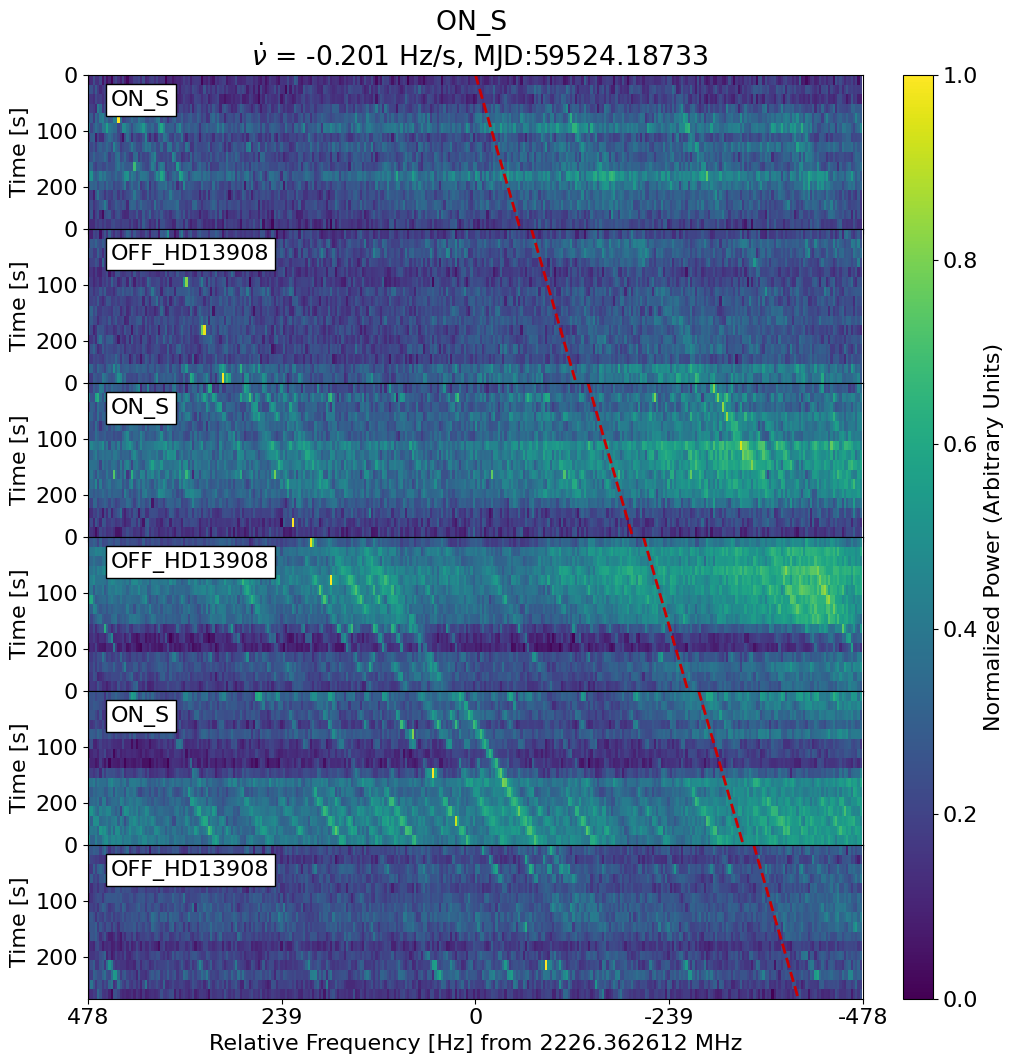 ON_S
ν̇ = -0.201 Hz/s, MJD:59524.18733
0
ON_S
100
Time [s]
200
0
OFF_HD13908
100
Time [s]
200
0
ON_S
100
Time [s]
200
0
OFF_HD13908
100
Time [s]
200
0
ON_S
100
Time [s]
200
0
OFF_HD13908
100
Time [s]
200
478 239 0 -239 -478
Relative Frequency [Hz] from 2226.362612 MHz
1.0
0.8
0.6
0.4
0.2
0.0
Normalized Power (Arbitrary Units)